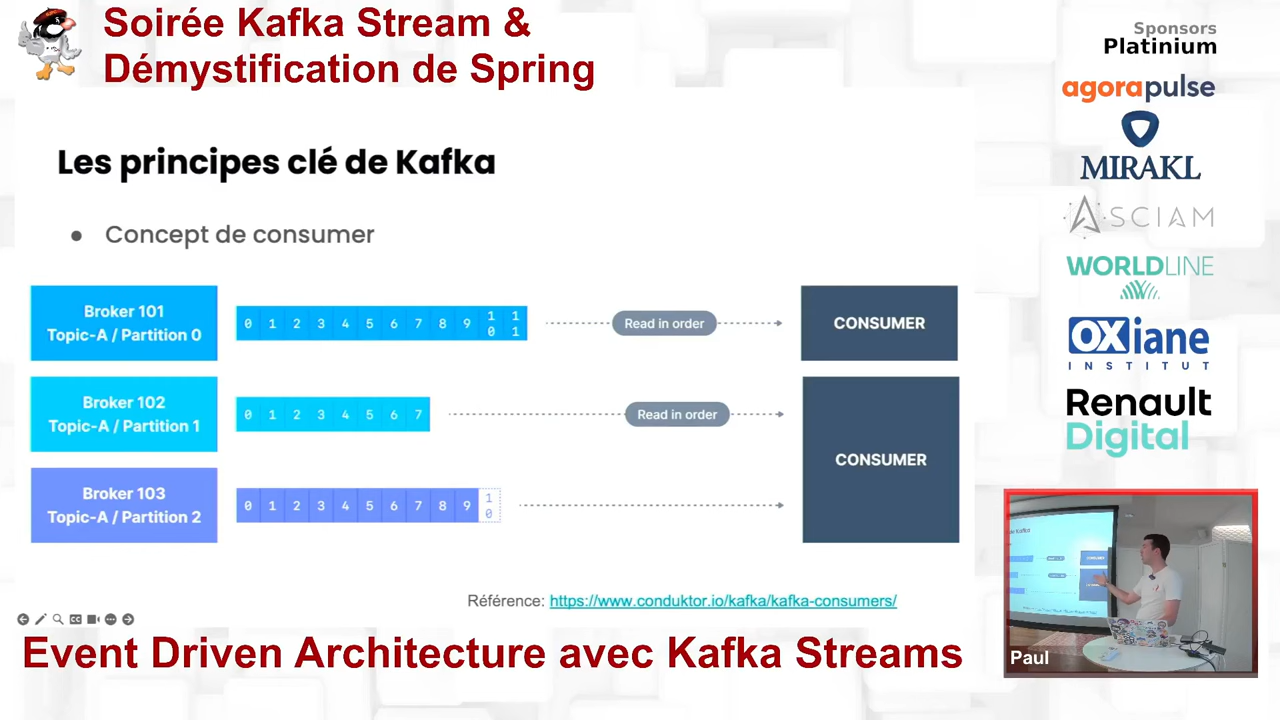 Soirée Kafka Stream &
Démystification de Spring
Sponsors
Platinium
agorapulse
MIRAKL
ASCIAM
WORLDLINE
OXiane
INSTITUT
Renault
Digital
Les principes clé de Kafka
● Concept de consumer
Broker 101
Topic-A / Partition 0
0 1 2 3 4 5 6 7 8 9 10 11
Read in order
CONSUMER
Broker 102
Topic-A / Partition 1
0 1 2 3 4 5 6 7
Read in order
CONSUMER
Broker 103
Topic-A / Partition 2
0 1 2 3 4 5 6 7 8 9 10
Référence: https://www.conduktor.io/kafka/kafka-consumers/
Paul
Event Driven Architecture avec Kafka Streams